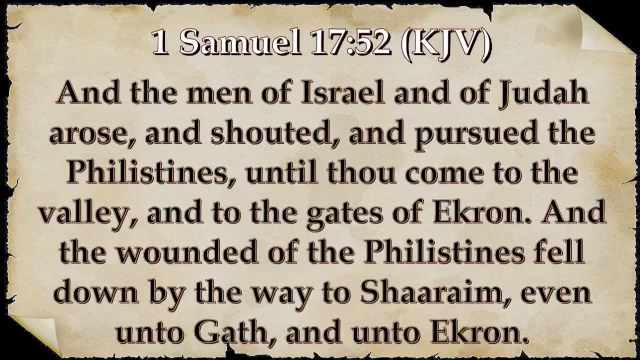 1 Samuel 17:52 (KJV)
And the men of Israel and of Judah
arose, and shouted, and pursued the
Philistines, until thou come to the
valley, and to the gates of Ekron. And
the wounded of the Philistines fell
down by the way to Shaaraim, even
unto Gath, and unto Ekron.